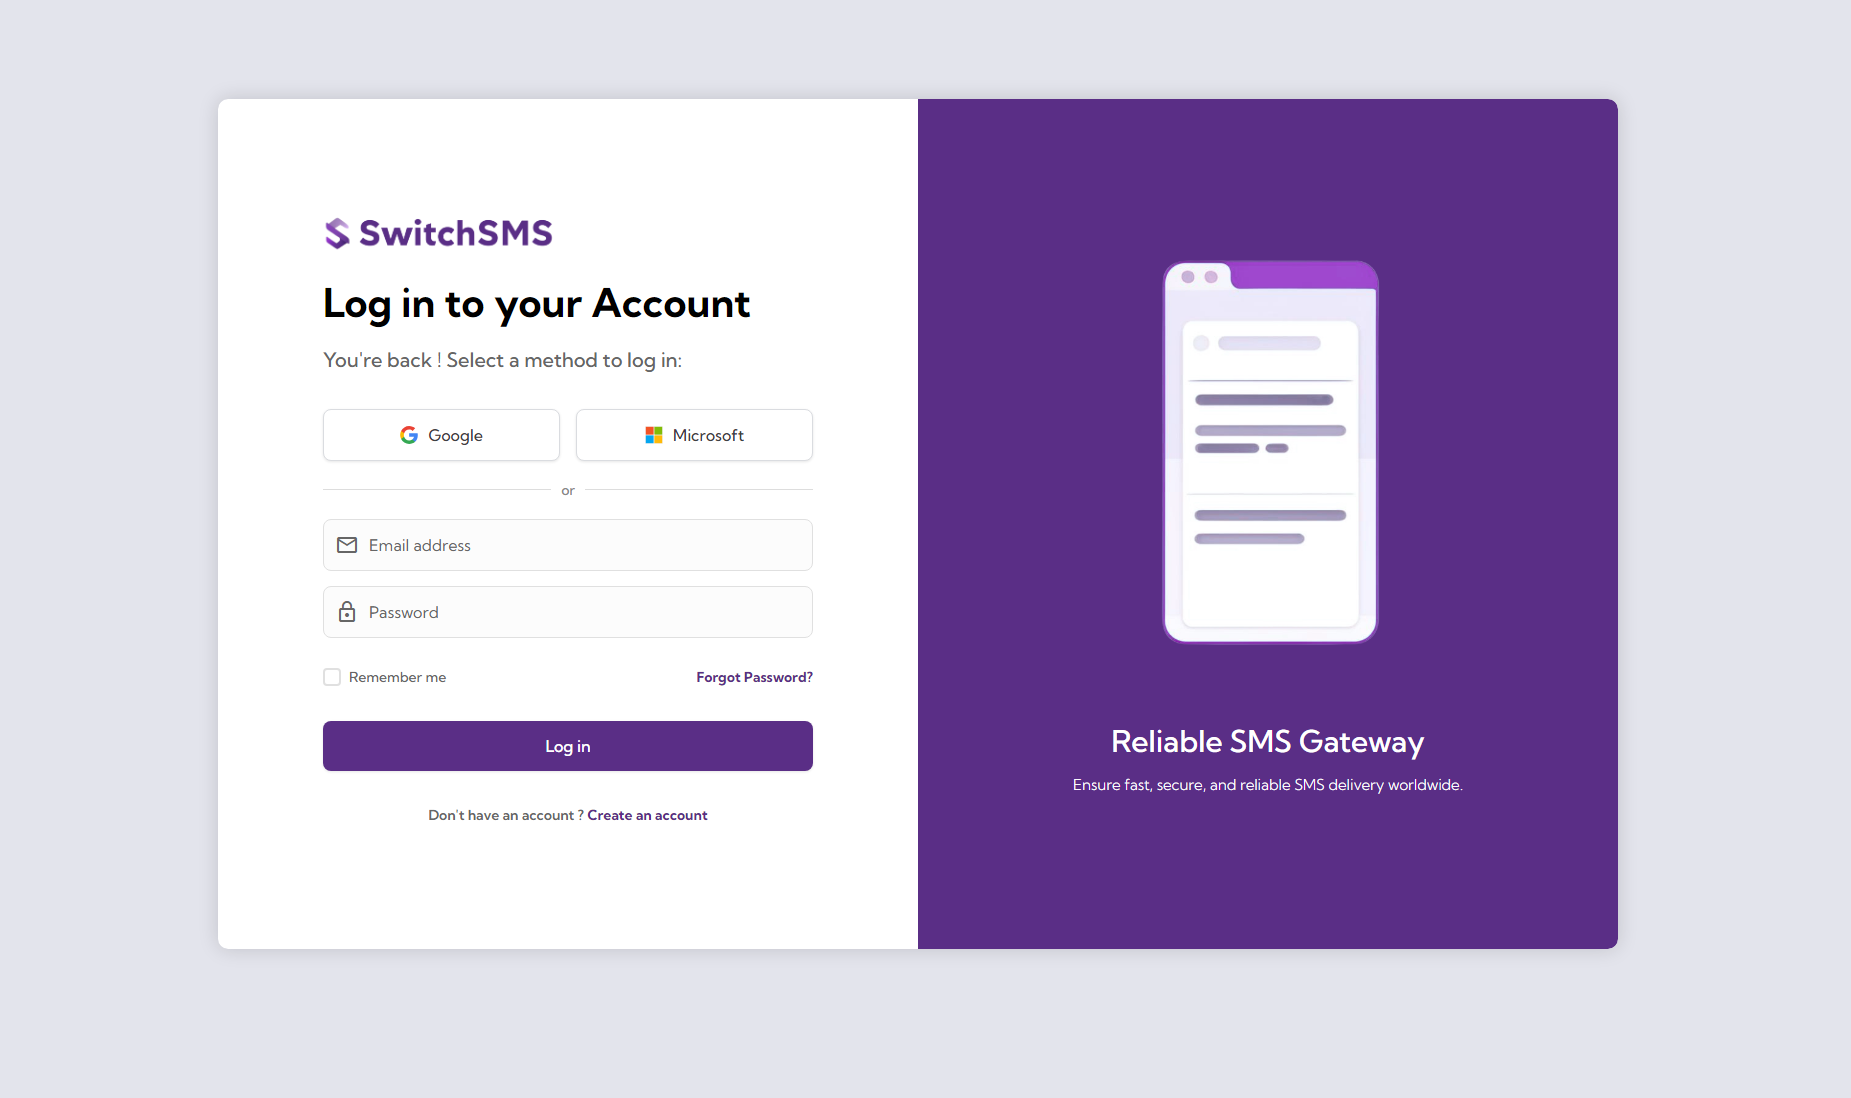 SwitchSMS
Log in to your Account
You're back ! Select a method to log in:
Google
Microsoft
or
Email address
Password
Remember me
Forgot Password?
Log in
Don't have an account ? Create an account
Reliable SMS Gateway
Ensure fast, secure, and reliable SMS delivery worldwide.